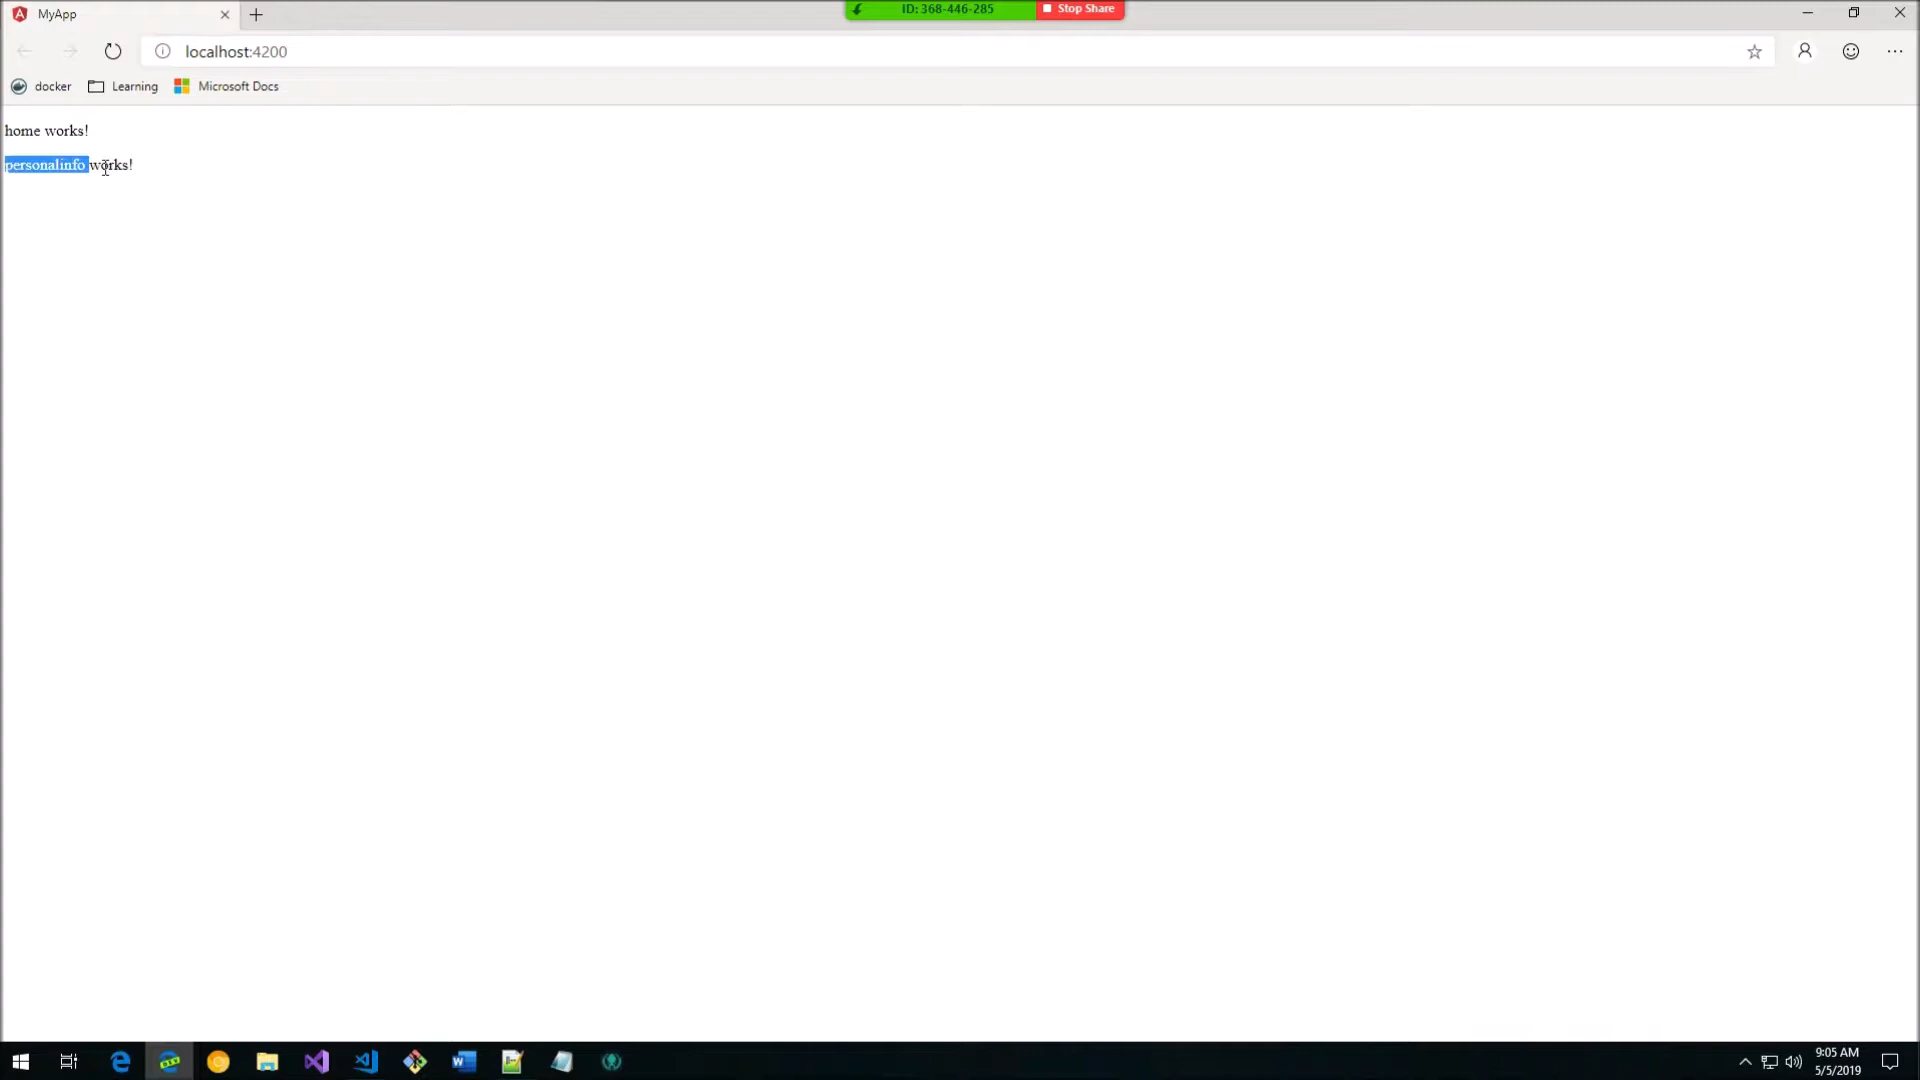 MyApp
ID: 368-446-285 Stop Share
localhost:4200
docker Learning Microsoft Docs
home works!
personalinfo works!
9:05 AM
5/5/2019